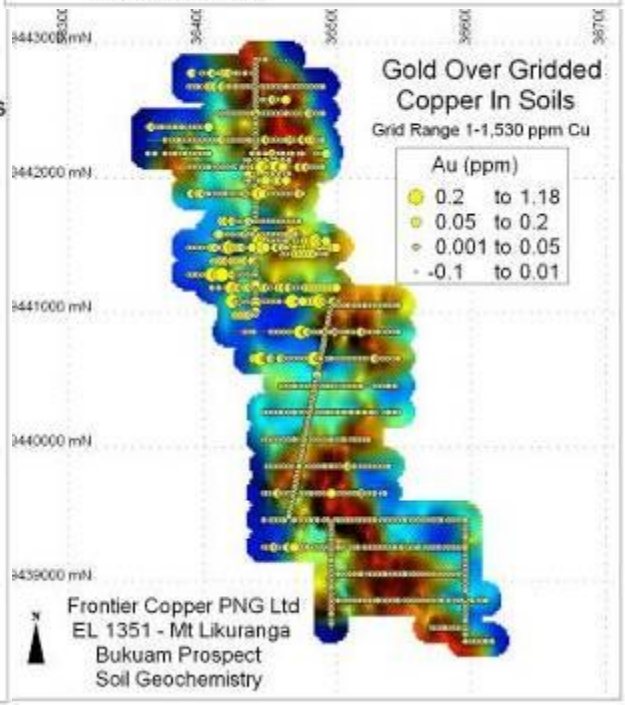 Gold Over Gridded
Copper In Soils
Grid Range 1-1,530 ppm Cu
Au (ppm)
0.2 to 1.18
0.05 to 0.2
0.001 to 0.05
-0.1 to 0.01
9443000 mN
9442000 mN
9441000 mN
9440000 mN
9439000 mN
N
Frontier Copper PNG Ltd
EL 1351 - Mt Likuranga
Bukuam Prospect
Soil Geochemistry